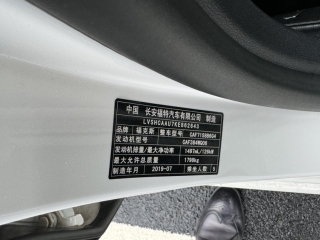 中国 长安福特汽车有限公司 制造
LVSHCAAU7KE662643
品牌 福克斯 整车型号
发动机型号
发动机排量/最大净功率 1497mL/129kW
最大允许总质量 1790kg
制造年月 2019-07 乘坐人数 5